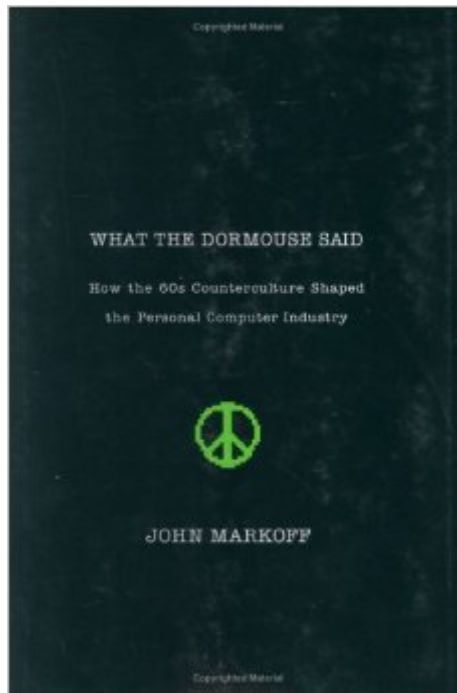 Copyrighted Material
WHAT THE DORMOUSE SAID
How the 60s Counterculture Shaped
the Personal Computer Industry
JOHN MARKOFF
Copyrighted Material